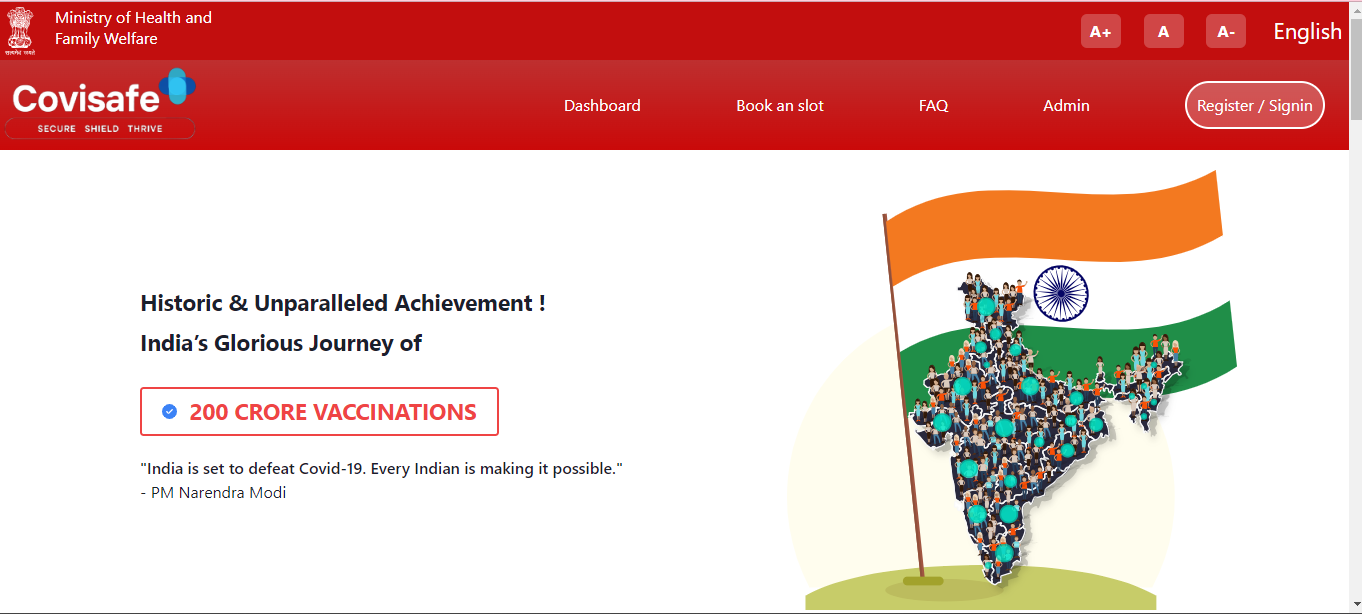 Ministry of Health and
Family Welfare
सत्यमेव जयते
A+
A
A-
English
Covisafe
SECURE SHIELD THRIVE
Dashboard
Book an slot
FAQ
Admin
Register / Signin
Historic & Unparalleled Achievement !
India’s Glorious Journey of
200 CRORE VACCINATIONS
"India is set to defeat Covid-19. Every Indian is making it possible."
- PM Narendra Modi